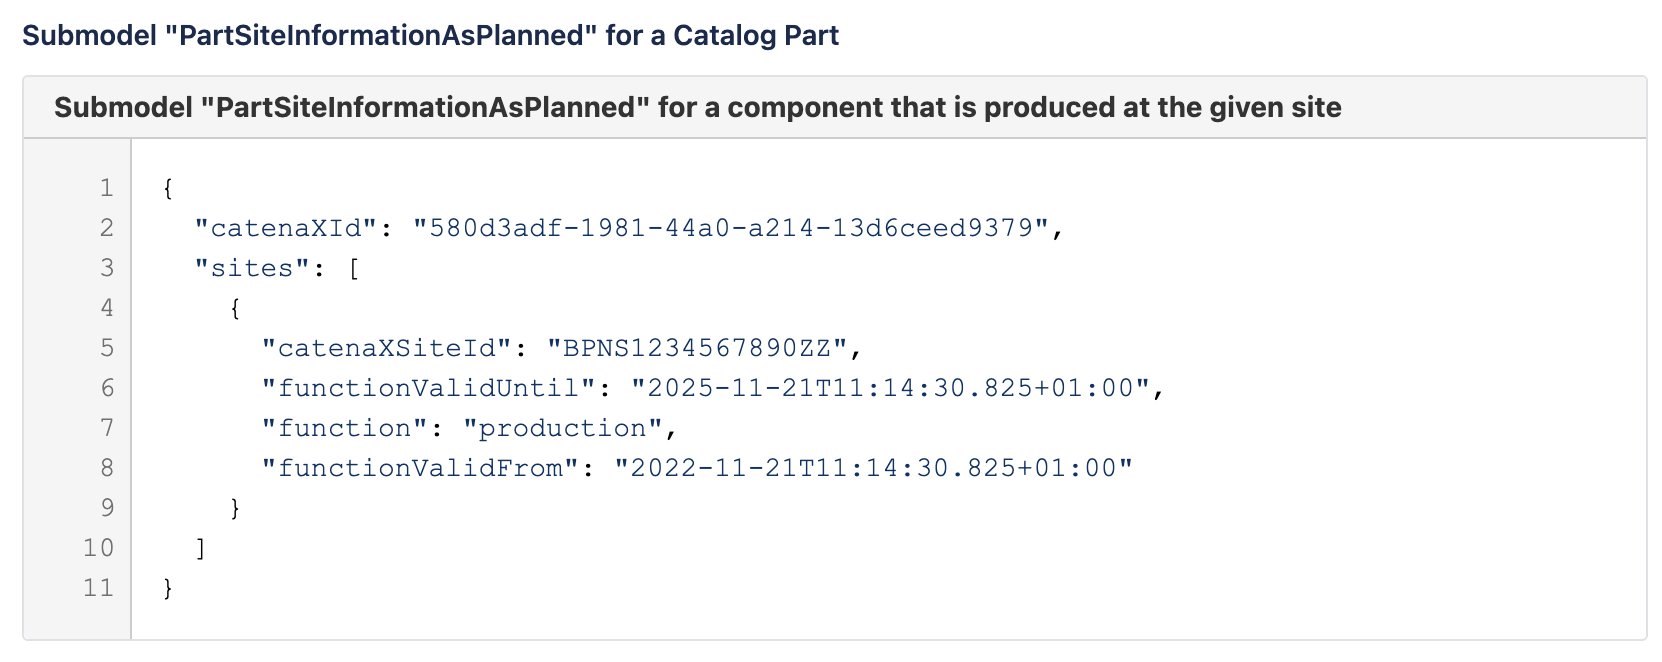 Submodel "PartSiteInformationAsPlanned" for a Catalog Part
Submodel "PartSiteInformationAsPlanned" for a component that is produced at the given site
1 {
2   "catenaXId": "580d3adf-1981-44a0-a214-13d6ceed9379",
3   "sites": [
4     {
5       "catenaXSiteId": "BPNS1234567890ZZ",
6       "functionValidUntil": "2025-11-21T11:14:30.825+01:00",
7       "function": "production",
8       "functionValidFrom": "2022-11-21T11:14:30.825+01:00"
9     }
10   ]
11 }